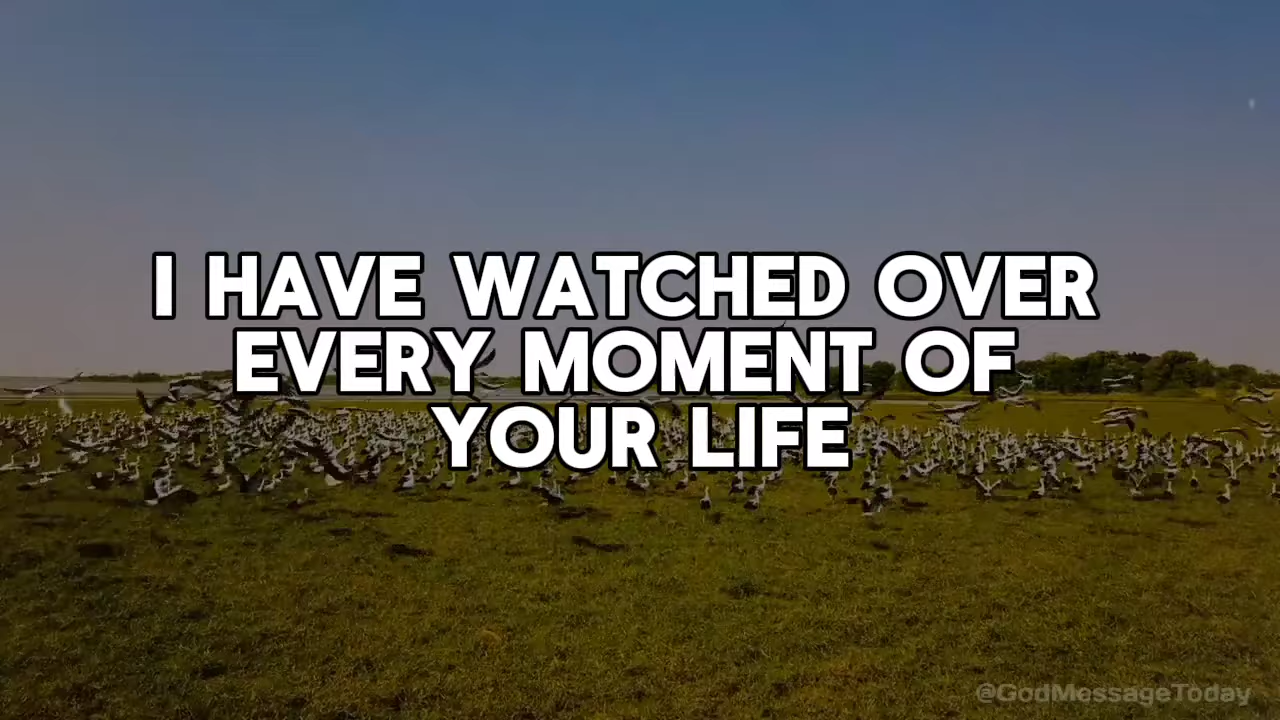 I HAVE WATCHED OVER
EVERY MOMENT OF
YOUR LIFE
@GodMessageToday